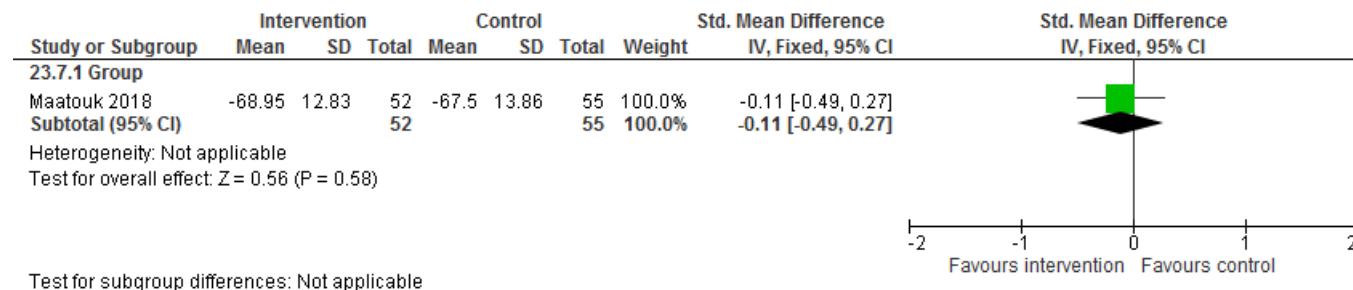 Intervention Control Std. Mean Difference Std. Mean Difference
Study or Subgroup Mean SD Total Mean SD Total Weight IV, Fixed, 95% CI IV, Fixed, 95% CI
23.7.1 Group
Maatouk 2018 -68.95 12.83 52 -67.5 13.86 55 100.0% -0.11 [-0.49, 0.27]
Subtotal (95% CI) 52 55 100.0% -0.11 [-0.49, 0.27]
Heterogeneity: Not applicable
Test for overall effect: Z = 0.56 (P = 0.58)
-2 -1 0 1 2
Favours intervention Favours control
Test for subgroup differences: Not applicable